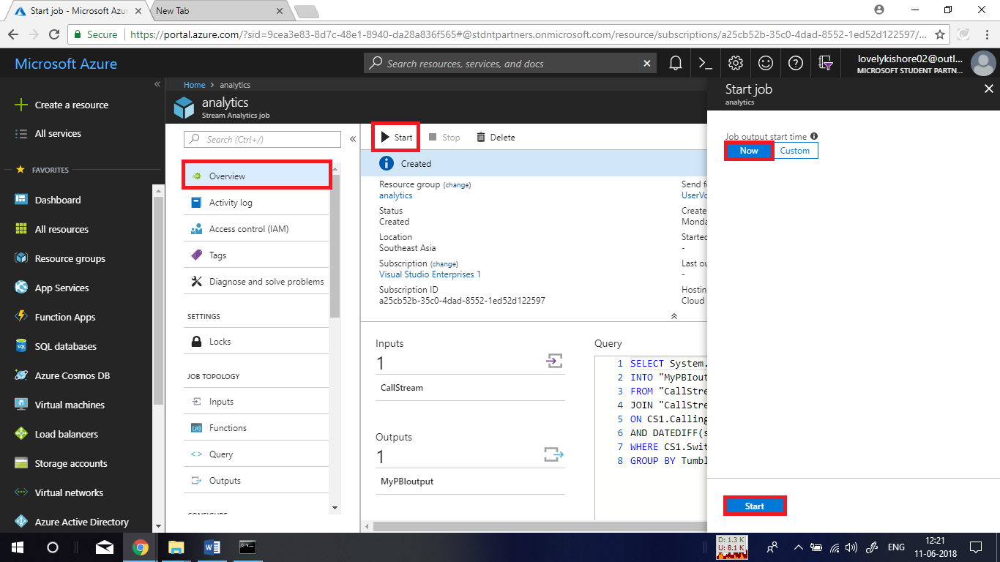 Start job - Microsoft Azur
New Tab
Secure
https://portal.azure.com/?sid=9cea3e83-8d7c-48e1-8940-da28a836f565#@stdntpartners.onmicrosoft.com/resource/subscriptions/a25cb52b-35c0-4dad-8552-1ed52d122597/...
Microsoft Azure
Search resources, services, and docs
lovelykishore02@outl...
MICROSOFT STUDENT PARTN...
Create a resource
All services
FAVORITES
Dashboard
All resources
Resource groups
App Services
Function Apps
SQL databases
Azure Cosmos DB
Virtual machines
Load balancers
Storage accounts
Virtual networks
Azure Active Directory
Home > analytics
analytics
Stream Analytics job
Search (Ctrl+/)
Overview
Activity log
Access control (IAM)
Tags
Diagnose and solve problems
SETTINGS
Locks
JOB TOPOLOGY
Inputs
Functions
Query
Outputs
CONFIGURE
Start
Stop
Delete
Created
Resource group (change)
analytics
Status
Created
Location
Southeast Asia
Subscription (change)
Visual Studio Enterprises 1
Subscription ID
a25cb52b-35c0-4dad-8552-1ed52d122597
Send fe
UserVo
Create
Monda
Started
-
Last ou
-
Hostin
Cloud
Inputs
1
CallStream
Outputs
1
MyPBIoutput
Query
1 SELECT System.
2 INTO "MyPBIout
3 FROM "CallStre
4 JOIN "CallStre
5 ON CS1.Calling
6 AND DATEDIFF(s
7 WHERE CS1.Swit
8 GROUP BY Tumbl
Start job
analytics
Job output start time
Now
Custom
Start
D: 1.3 K
U: 8.1 K
ENG
12:21
11-06-2018